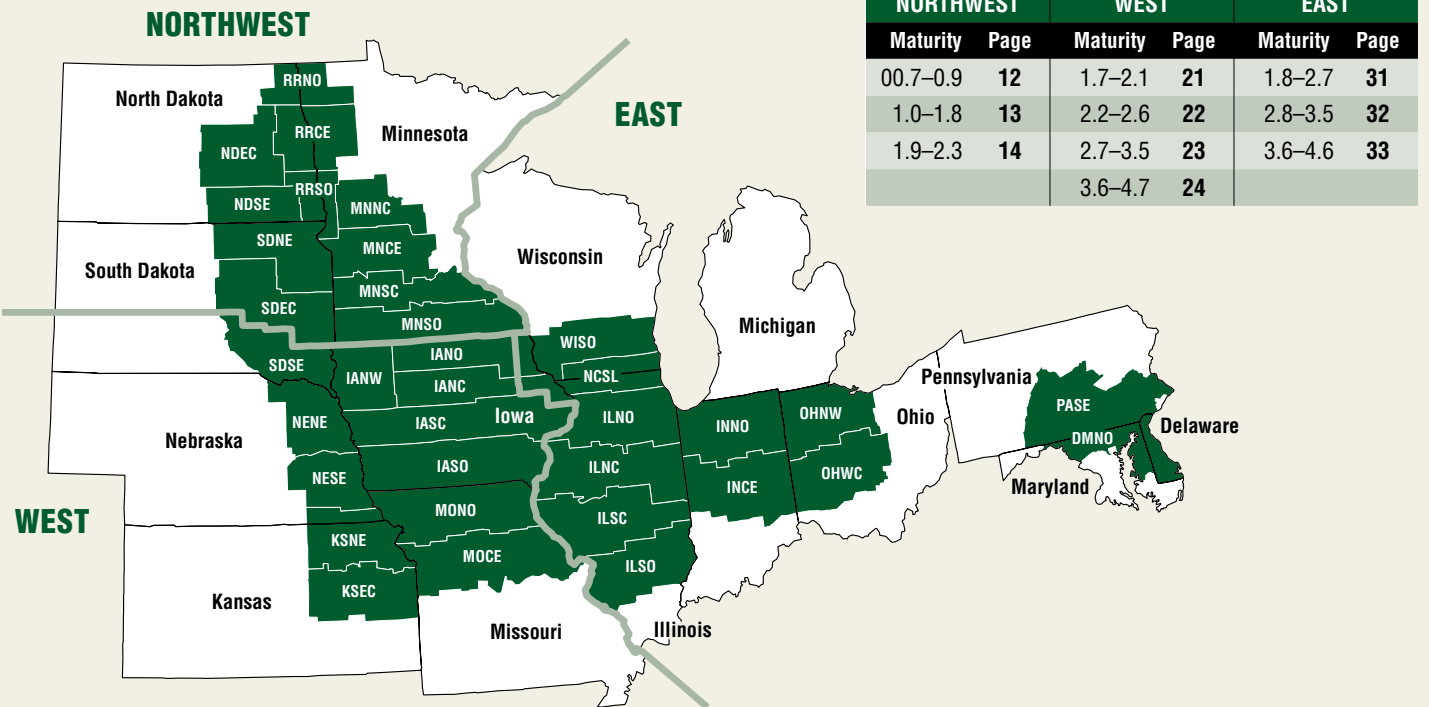 NORTHWEST
EAST
WEST
NORTHWEST WEST EAST
Maturity Page Maturity Page Maturity Page
00.7–0.9 12 1.7–2.1 21 1.8–2.7 31
1.0–1.8 13 2.2–2.6 22 2.8–3.5 32
1.9–2.3 14 2.7–3.5 23 3.6–4.6 33
3.6–4.7 24
North Dakota
RRNO
Minnesota
RRCE
NDEC
RRSO
NDSE
MNNC
SDNE
MNCE
Wisconsin
South Dakota
MNSC
SDEC
MNSO
Michigan
WISO
IANO
SDSE
IANW
IANC
NCSL
Pennsylvania
PASE
NENE
IASC
Iowa
ILNO
INNO
OHNW
Ohio
DMNO
Delaware
Nebraska
IASO
ILNC
NESE
INCE
OHWC
Maryland
MONO
ILSC
KSNE
MOCE
ILSO
KSEC
Kansas
Missouri
Illinois